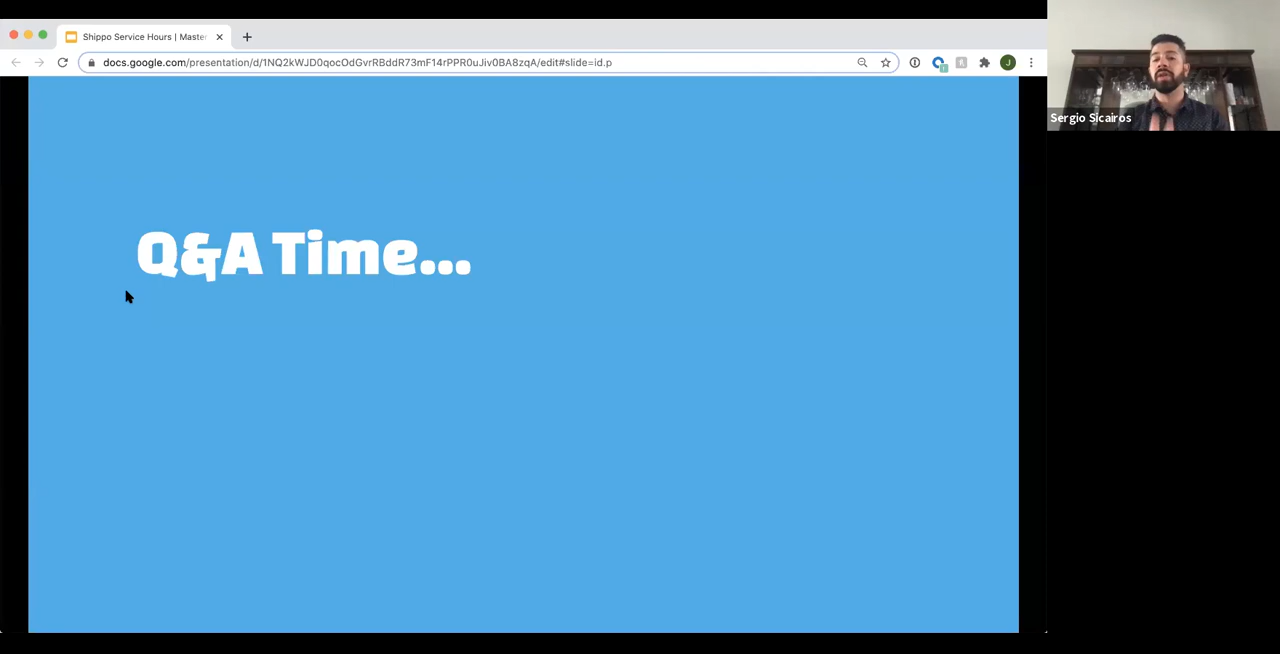 Shippo Service Hours | Master
docs.google.com/presentation/d/1NQ2kWJD0qocOdGvrRBddR73mF14rPPR0uJiv0BA8zqA/edit#slide=id.p
J
Sergio Sicairos
Q&A Time...